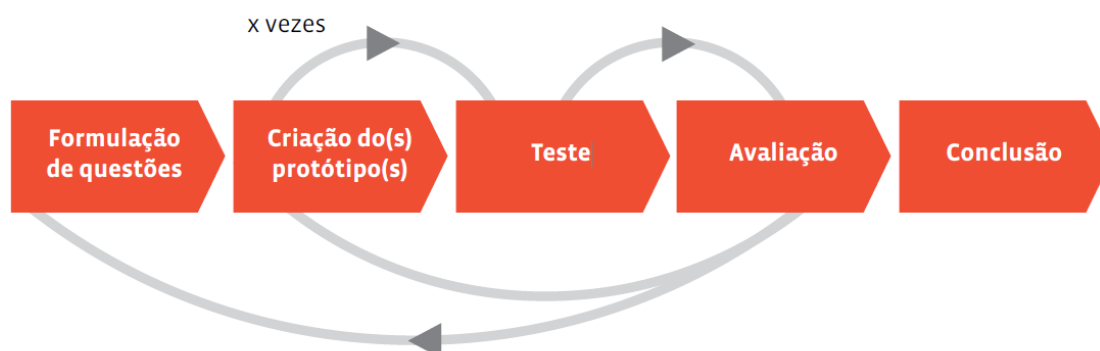 x vezes
Formulação
de questões
Criação do(s)
protótipo(s)
Teste
Avaliação
Conclusão